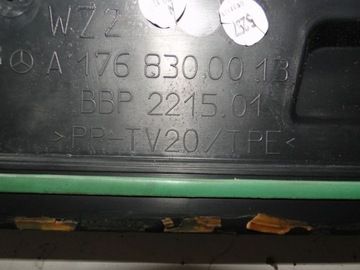 WZ2
A 176 830 00 13
BBP 2215.01
>PP-TV20/TPE<